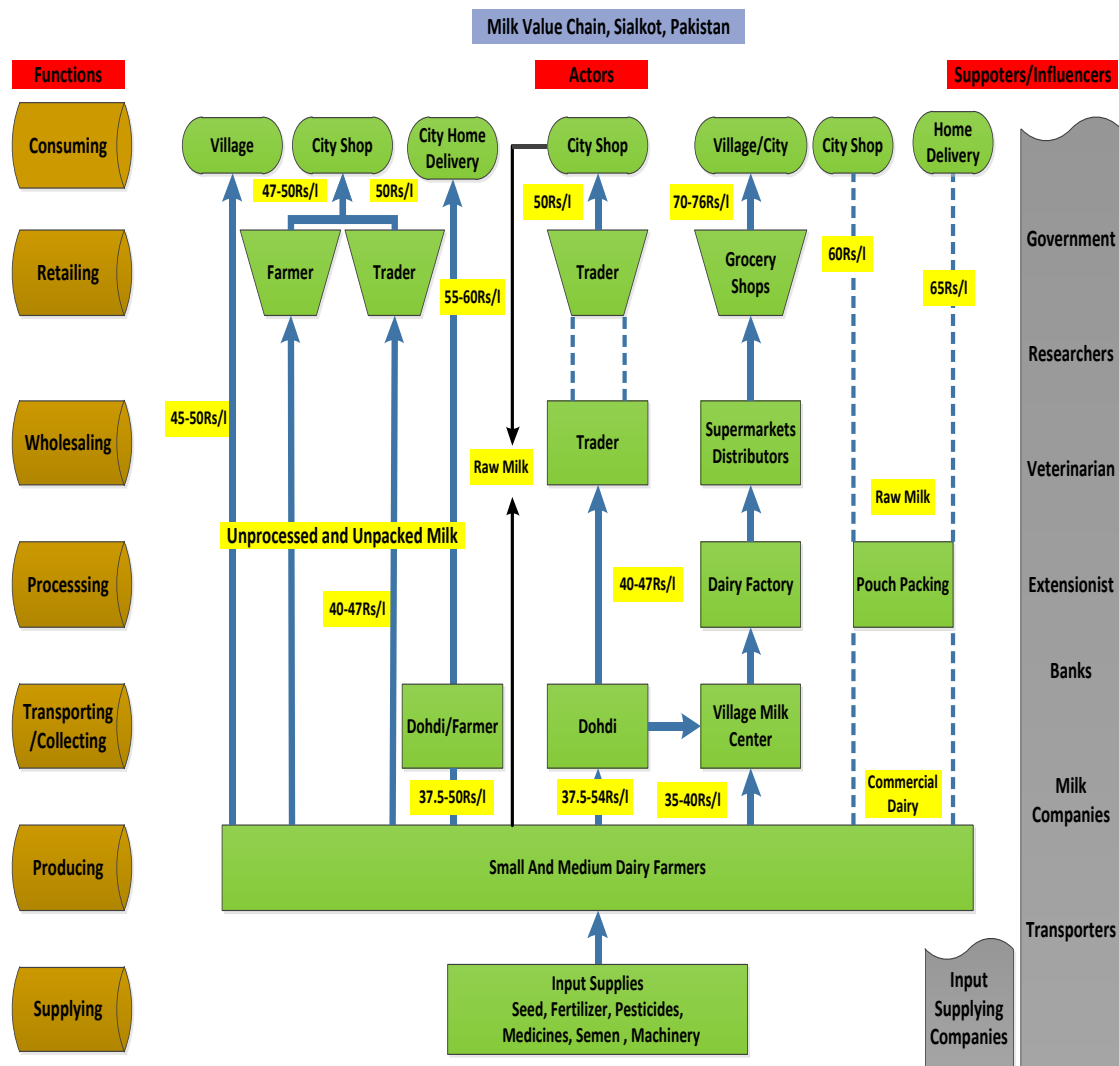 Milk Value Chain, Sialkot, Pakistan
Functions
Actors
Suppoters/Influencers
Consuming
Village
City Shop
City Home
Delivery
City Shop
Village/City
City Shop
Home
Delivery
47-50Rs/l
50Rs/l
50Rs/l
70-76Rs/l
Retailing
Farmer
Trader
55-60Rs/l
Trader
Grocery
Shops
60Rs/l
65Rs/l
Government
Researchers
Wholesaling
45-50Rs/l
Raw Milk
Trader
Supermarkets
Distributors
Raw Milk
Veterinarian
Unprocessed and Unpacked Milk
Processsing
40-47Rs/l
40-47Rs/l
Dairy Factory
Pouch Packing
Extensionist
Banks
Transporting
/Collecting
Dohdi/Farmer
Dohdi
Village Milk
Center
37.5-50Rs/l
37.5-54Rs/l
35-40Rs/l
Commercial
Dairy
Milk
Companies
Producing
Small And Medium Dairy Farmers
Transporters
Supplying
Input Supplies
Seed, Fertilizer, Pesticides,
Medicines, Semen , Machinery
Input
Supplying
Companies